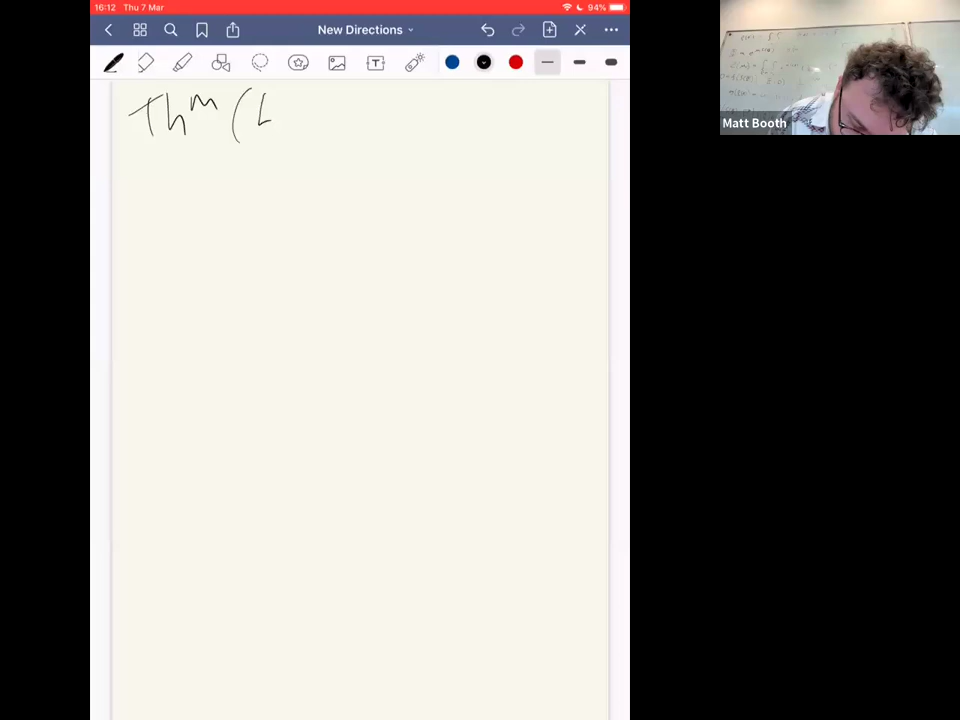 16:12 Thu 7 Mar
94%
New Directions
Thᵐ (L
Matt Booth